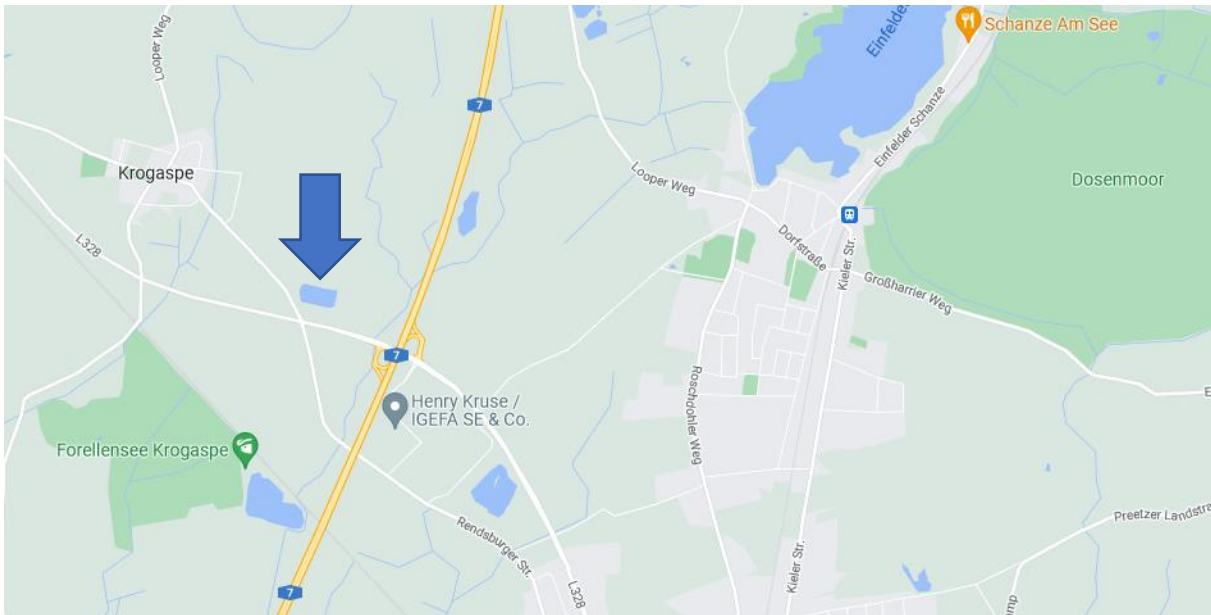 Looper Weg
7
Einfelder
Schanze Am See
Einfelder Schanze
Krogaspe
Looper Weg
Dosenmoor
L328
Dorfstraße
Kieler Str.
Großharrier Weg
7
Henry Kruse /
IGEFA SE & Co.
Roschdohler Weg
Forellensee Krogaspe
Rendsburger Str.
Preetzer Landstra
Kieler Str.
7
L328